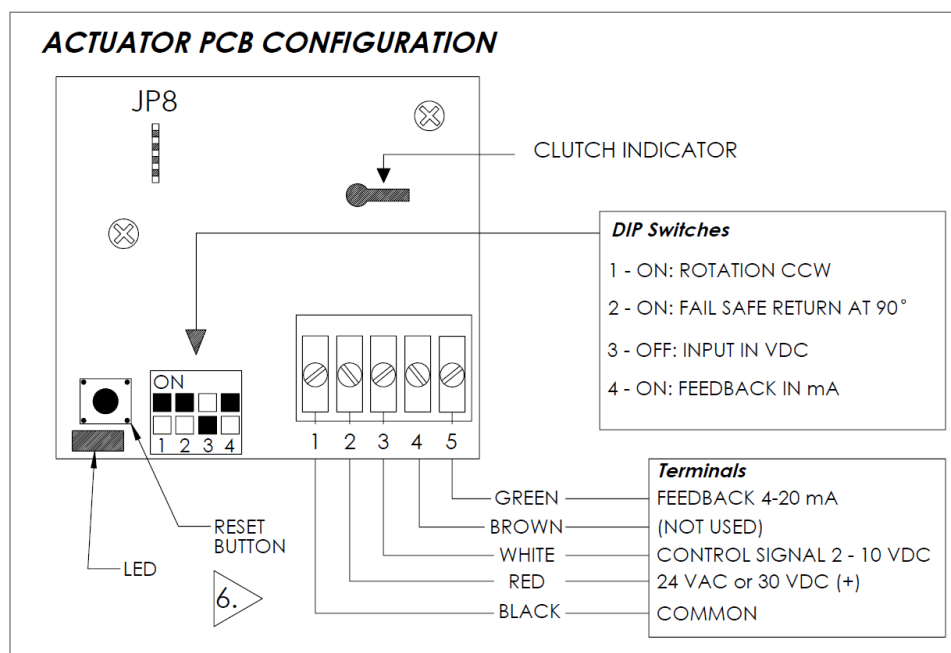 ACTUATOR PCB CONFIGURATION
JP8
CLUTCH INDICATOR
DIP Switches
1 - ON: ROTATION CCW
2 - ON: FAIL SAFE RETURN AT 90°
3 - OFF: INPUT IN VDC
4 - ON: FEEDBACK IN mA
ON
1 2 3 4
1 2 3 4 5
Terminals
GREEN FEEDBACK 4-20 mA
BROWN (NOT USED)
WHITE CONTROL SIGNAL 2 - 10 VDC
RED 24 VAC or 30 VDC (+)
BLACK COMMON
RESET
BUTTON
LED
6.